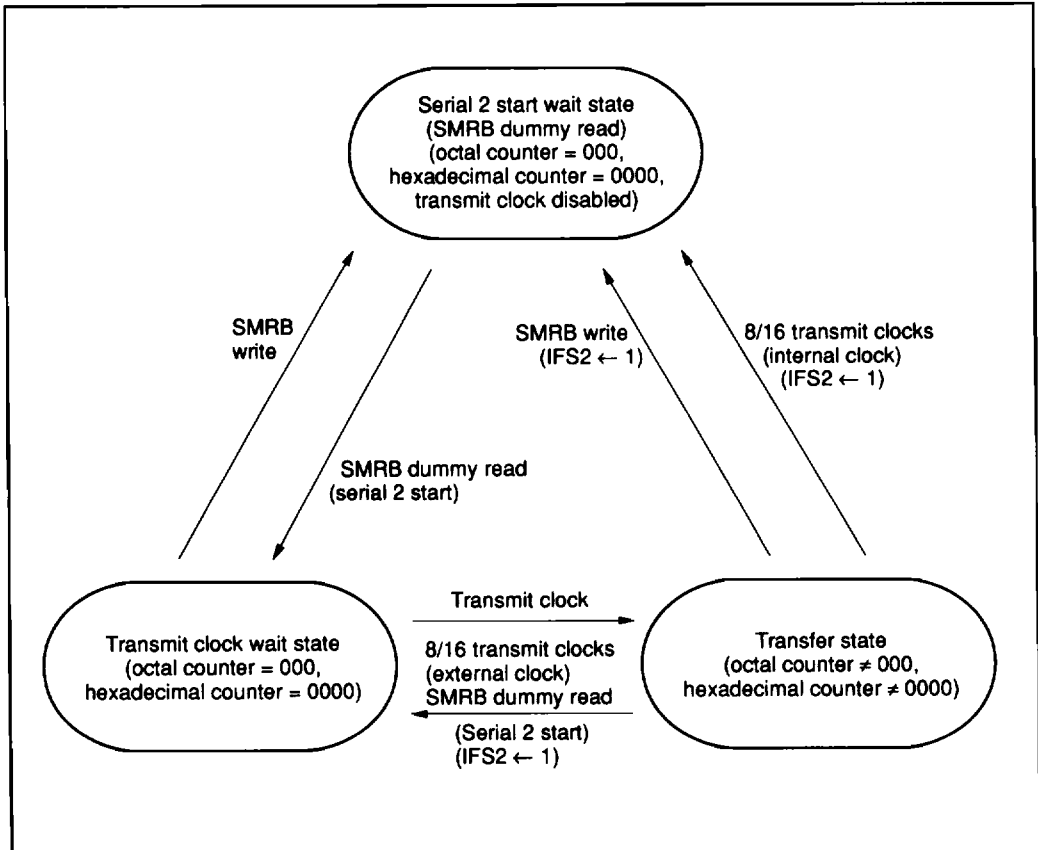 Serial 2 start wait state
(SMRB dummy read)
(octal counter = 000,
hexadecimal counter = 0000,
transmit clock disabled)
SMRB
write
SMRB write
(IFS2 ← 1)
8/16 transmit clocks
(internal clock)
(IFS2 ← 1)
SMRB dummy read
(serial 2 start)
Transmit clock wait state
(octal counter = 000,
hexadecimal counter = 0000)
Transmit clock
8/16 transmit clocks
(external clock)
SMRB dummy read
(Serial 2 start)
(IFS2 ← 1)
Transfer state
(octal counter ≠ 000,
hexadecimal counter ≠ 0000)